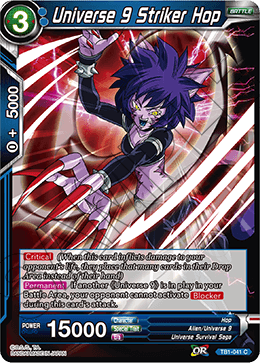 BATTLE
3
Universe 9 Striker Hop
0 + 5000
Critical (When this card inflicts damage to your
opponent's life, they place that many cards in their Drop
Area instead of their hand)
Permanent If another {Universe 9} is in play in your
Battle Area, your opponent cannot activate Blocker
during this card's attacks.
POWER 15000
Character Hop
Special Trait Alien/Universe 9
Era Universe Survival Saga
DR TB1-041 C